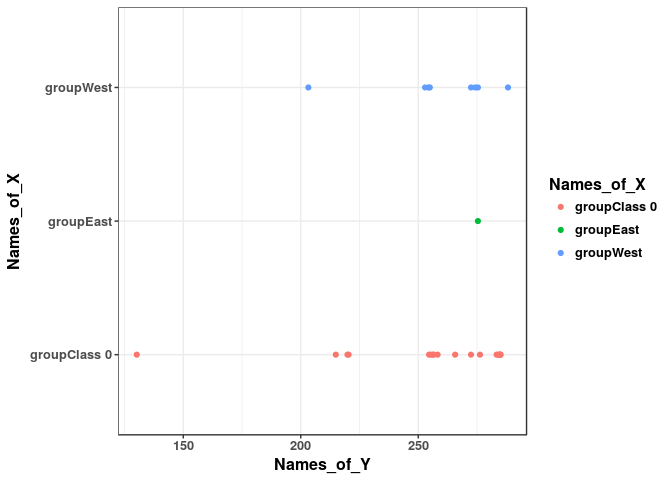 groupWest
groupEast
groupClass 0
Names_of_X
150
200
250
Names_of_Y
Names_of_X
groupClass 0
groupEast
groupWest